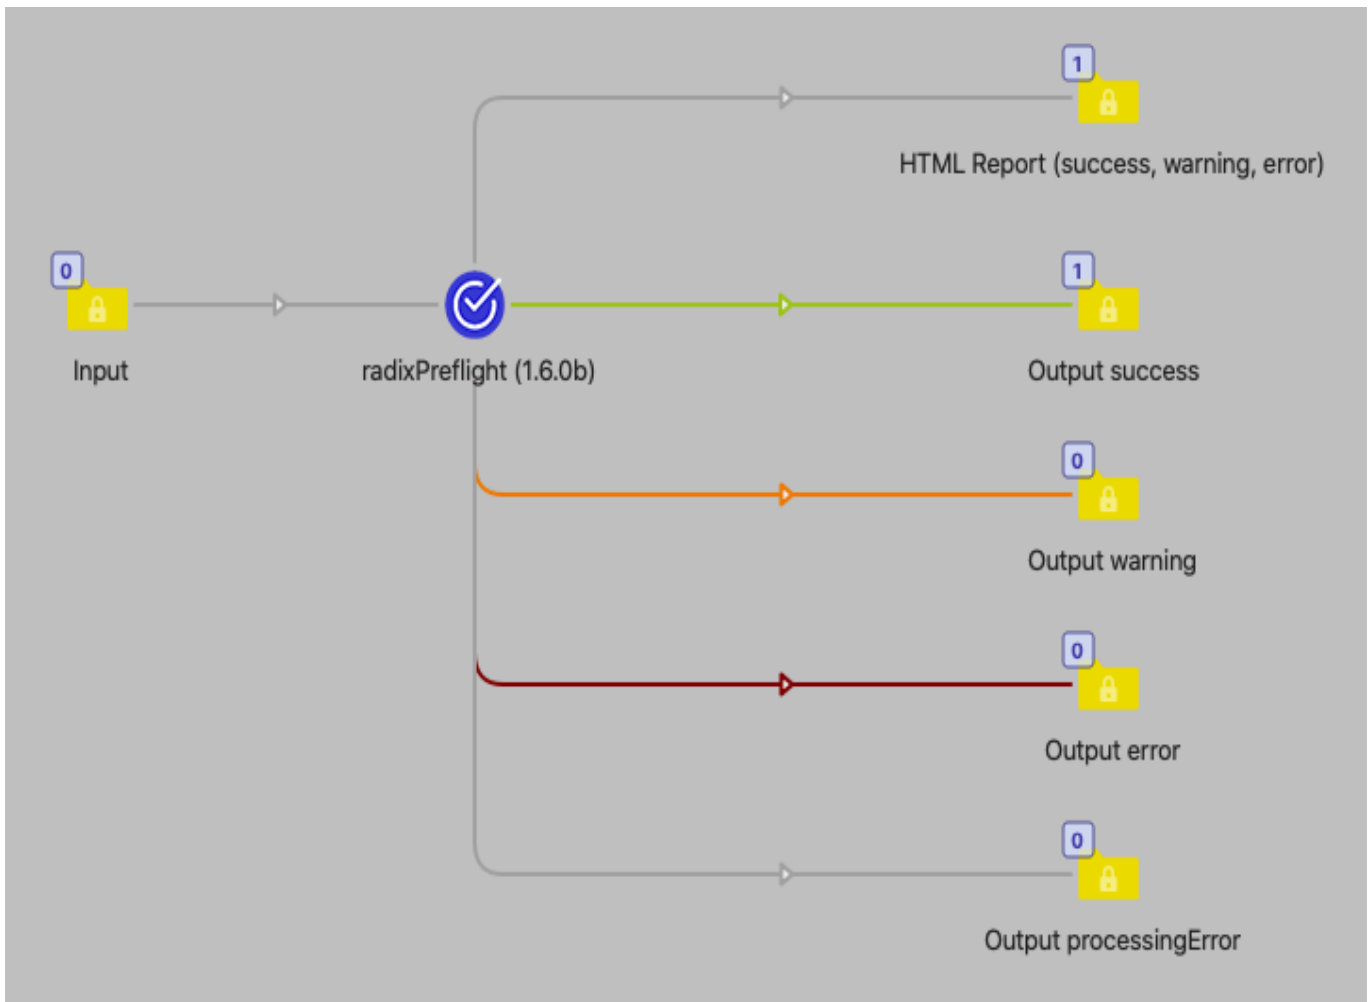 1
HTML Report (success, warning, error)
0
1
Input
radixPreflight (1.6.0b)
Output success
0
Output warning
0
Output error
0
Output processingError